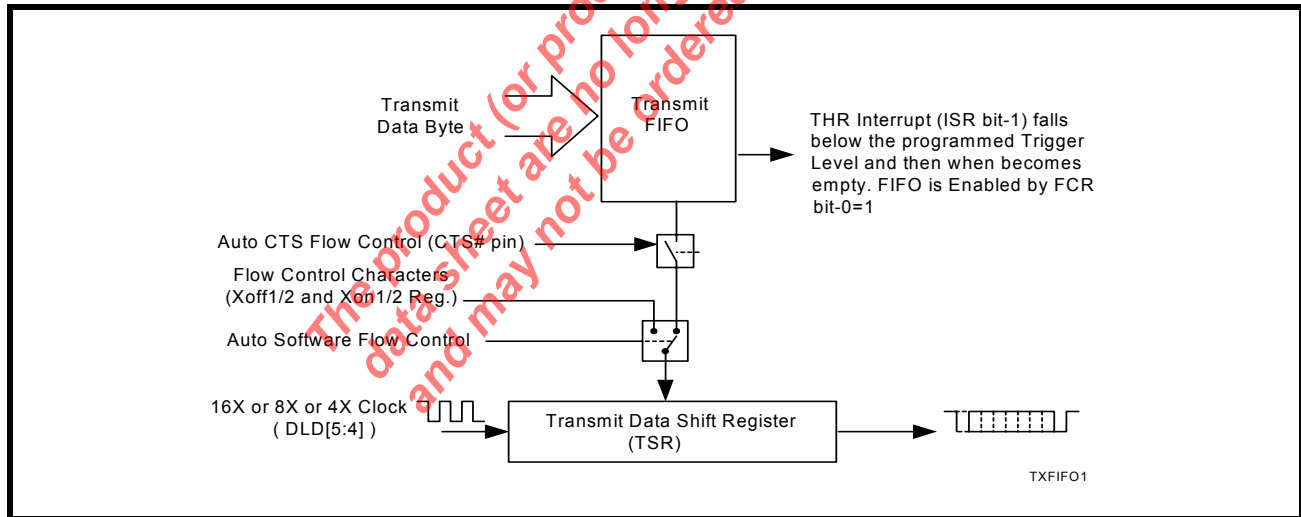 Transmit
Data Byte
Transmit
FIFO
THR Interrupt (ISR bit-1) falls
below the programmed Trigger
Level and then when becomes
empty. FIFO is Enabled by FCR
bit-0=1
Auto CTS Flow Control (CTS# pin)
Flow Control Characters
(Xoff1/2 and Xon1/2 Reg.)
Auto Software Flow Control
16X or 8X or 4X Clock
( DLD[5:4] )
Transmit Data Shift Register
(TSR)
TXFIFO1
The product (or
data sheet are no
and may not be ordered